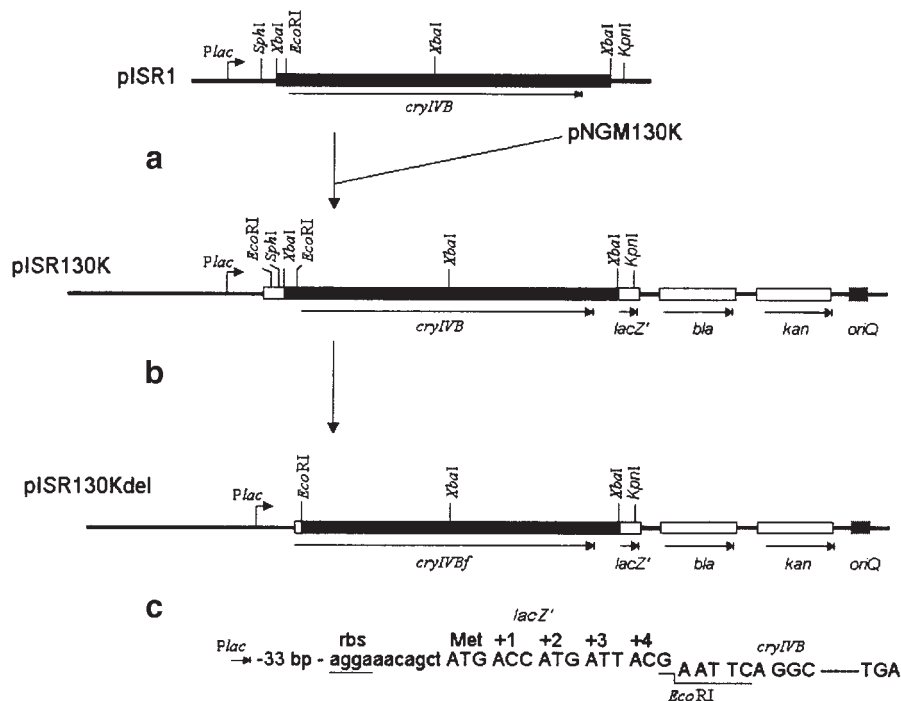 Plac SphI XbaI EcoRI XbaI XbaI KpnI
pISR1
cryIVB
pNGM130K
a
EcoRI SphI XbaI EcoRI XbaI XbaI KpnI
Plac
pISR130K
cryIVB lacZ' bla kan oriQ
b
EcoRI XbaI XbaI KpnI
Plac
pISR130Kdel
cryIVBf lacZ' bla kan oriQ
c
lacZ'
Plac rbs Met +1 +2 +3 +4 cryIVB
-33 bp - aggaaacagct ATG ACC ATG ATT ACG AAT TCA GGC -----TGA
EcoRI